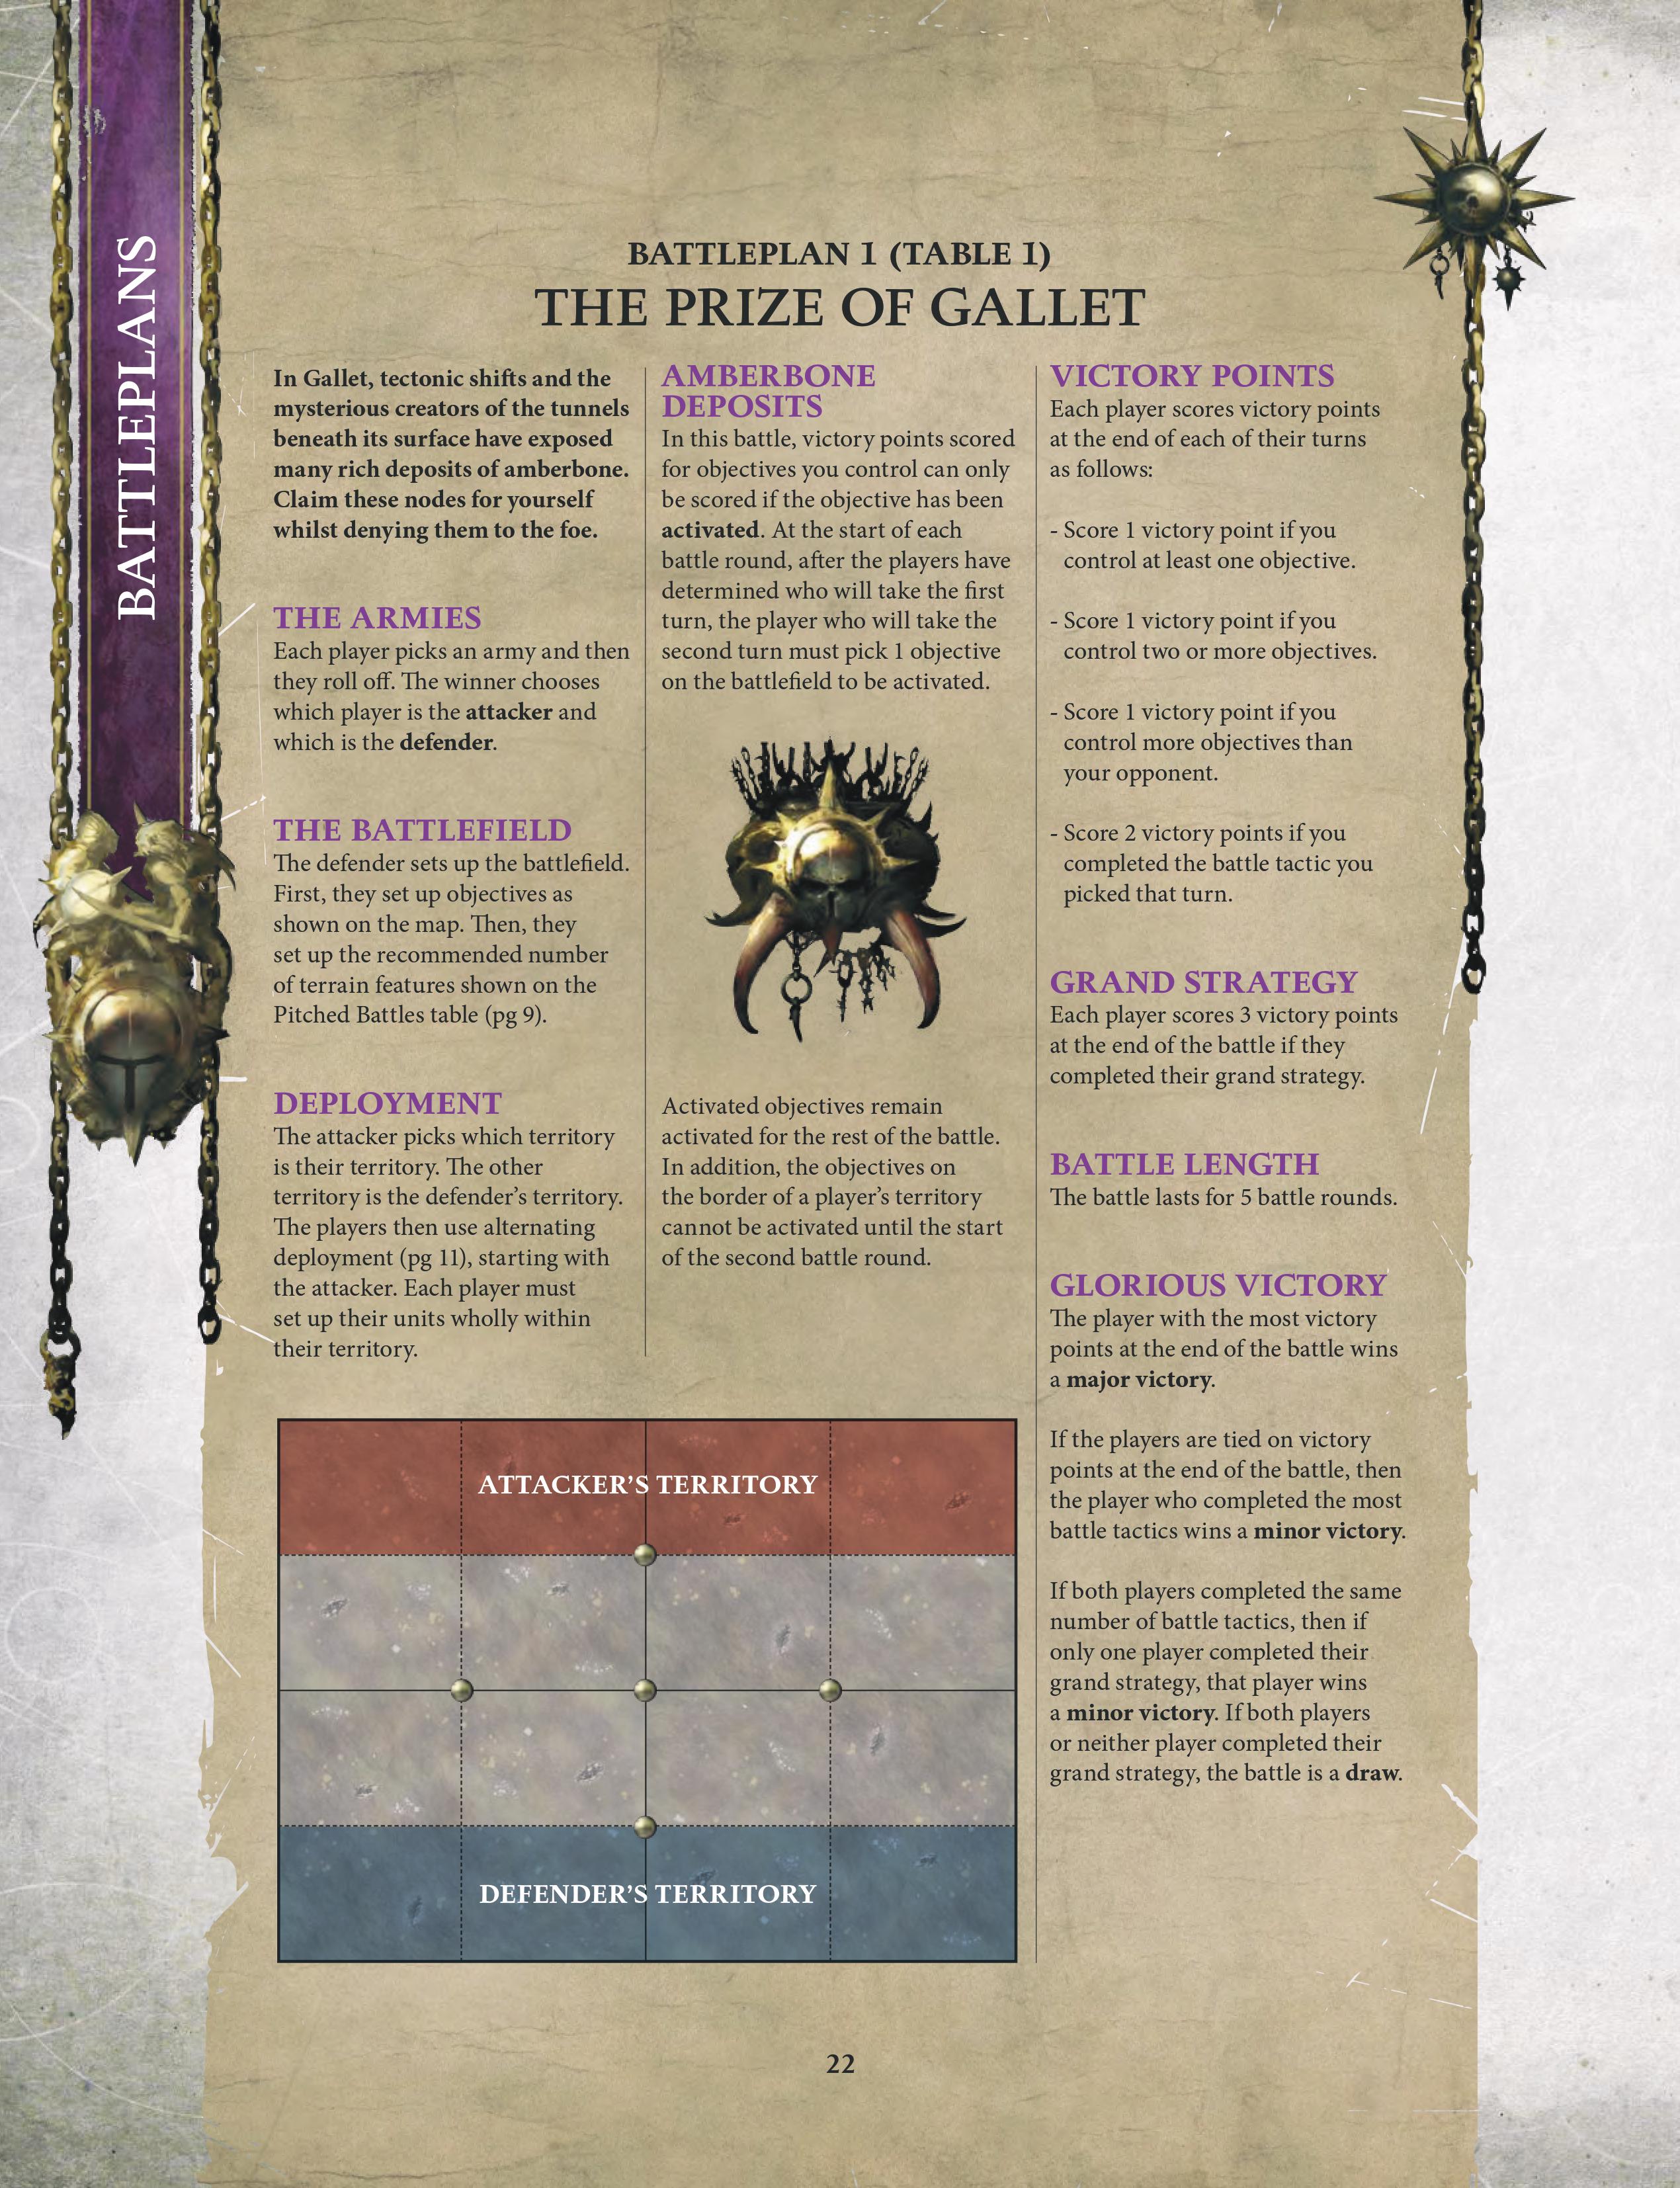 BATTLEPLANS
BATTLEPLAN 1 (TABLE 1)
THE PRIZE OF GALLET
In Gallet, tectonic shifts and the
mysterious creators of the tunnels
beneath its surface have exposed
many rich deposits of amberbone.
Claim these nodes for yourself
whilst denying them to the foe.
THE ARMIES
Each player picks an army and then
they roll off. The winner chooses
which player is the attacker and
which is the defender.
THE BATTLEFIELD
The defender sets up the battlefield.
First, they set up objectives as
shown on the map. Then, they
set up the recommended number
of terrain features shown on the
Pitched Battles table (pg 9).
DEPLOYMENT
The attacker picks which territory
is their territory. The other
territory is the defender's territory.
The players then use alternating
deployment (pg 11), starting with
the attacker. Each player must
set up their units wholly within
their territory.
AMBERBONE
DEPOSITS
In this battle, victory points scored
for objectives you control can only
be scored if the objective has been
activated. At the start of each
battle round, after the players have
determined who will take the first
turn, the player who will take the
second turn must pick 1 objective
on the battlefield to be activated.
Activated objectives remain
activated for the rest of the battle.
In addition, the objectives on
the border of a player's territory
cannot be activated until the start
of the second battle round.
ATTACKER'S TERRITORY
DEFENDER'S TERRITORY
VICTORY POINTS
Each player scores victory points
at the end of each of their turns
as follows:
- Score 1 victory point if you
control at least one objective.
- Score 1 victory point if you
control two or more objectives.
- Score 1 victory point if you
control more objectives than
your opponent.
- Score 2 victory points if you
completed the battle tactic you
picked that turn.
GRAND STRATEGY
Each player scores 3 victory points
at the end of the battle if they
completed their grand strategy.
BATTLE LENGTH
The battle lasts for 5 battle rounds.
GLORIOUS VICTORY
The player with the most victory
points at the end of the battle wins
a major victory.
If the players are tied on victory
points at the end of the battle, then
the player who completed the most
battle tactics wins a minor victory.
If both players completed the same
number of battle tactics, then if
only one player completed their
grand strategy, that player wins
a minor victory. If both players
or neither player completed their
grand strategy, the battle is a draw.
22